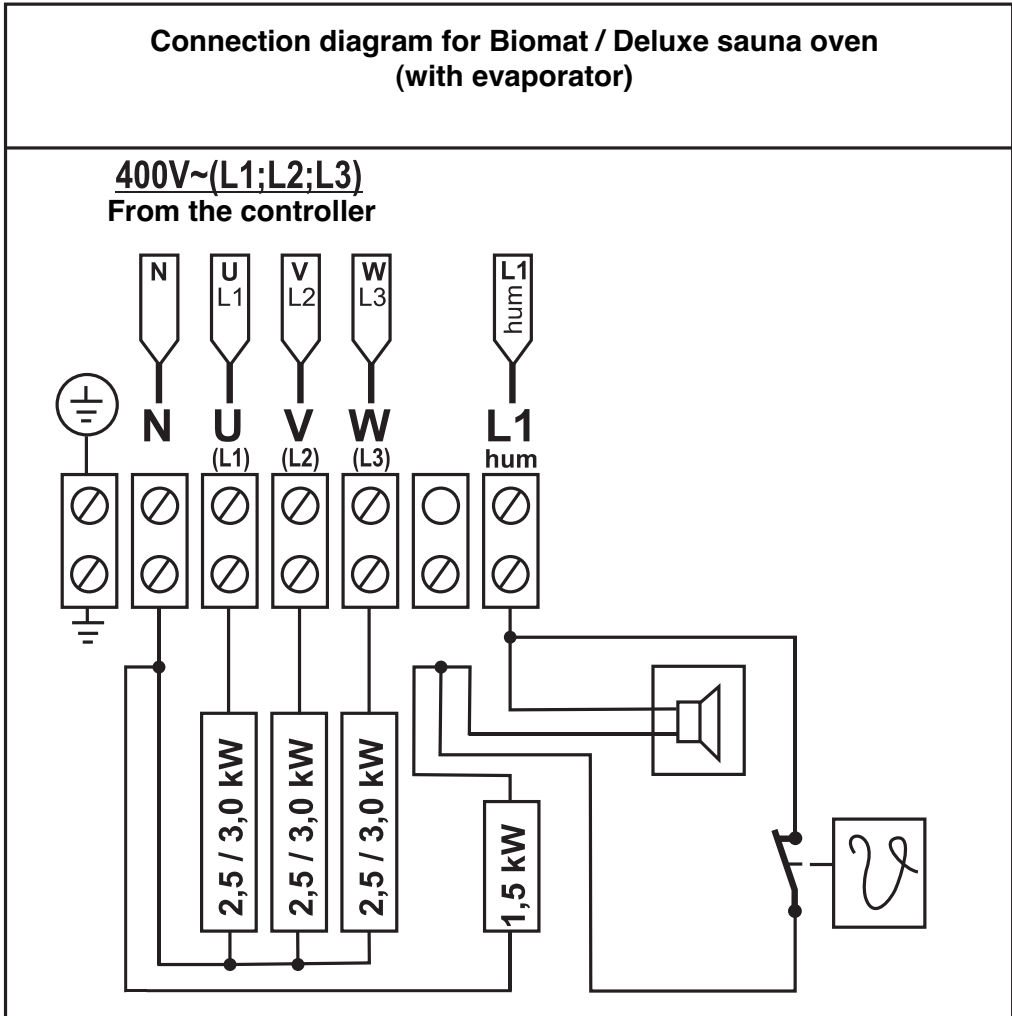 Connection diagram for Biomat / Deluxe sauna oven
(with evaporator)
400V~(L1;L2;L3)
From the controller
N
U
L1
V
L2
W
L3
L1
hum
N
U
(L1)
V
(L2)
W
(L3)
L1
hum
2,5 / 3,0 kW
2,5 / 3,0 kW
2,5 / 3,0 kW
1,5 kW
ϑ